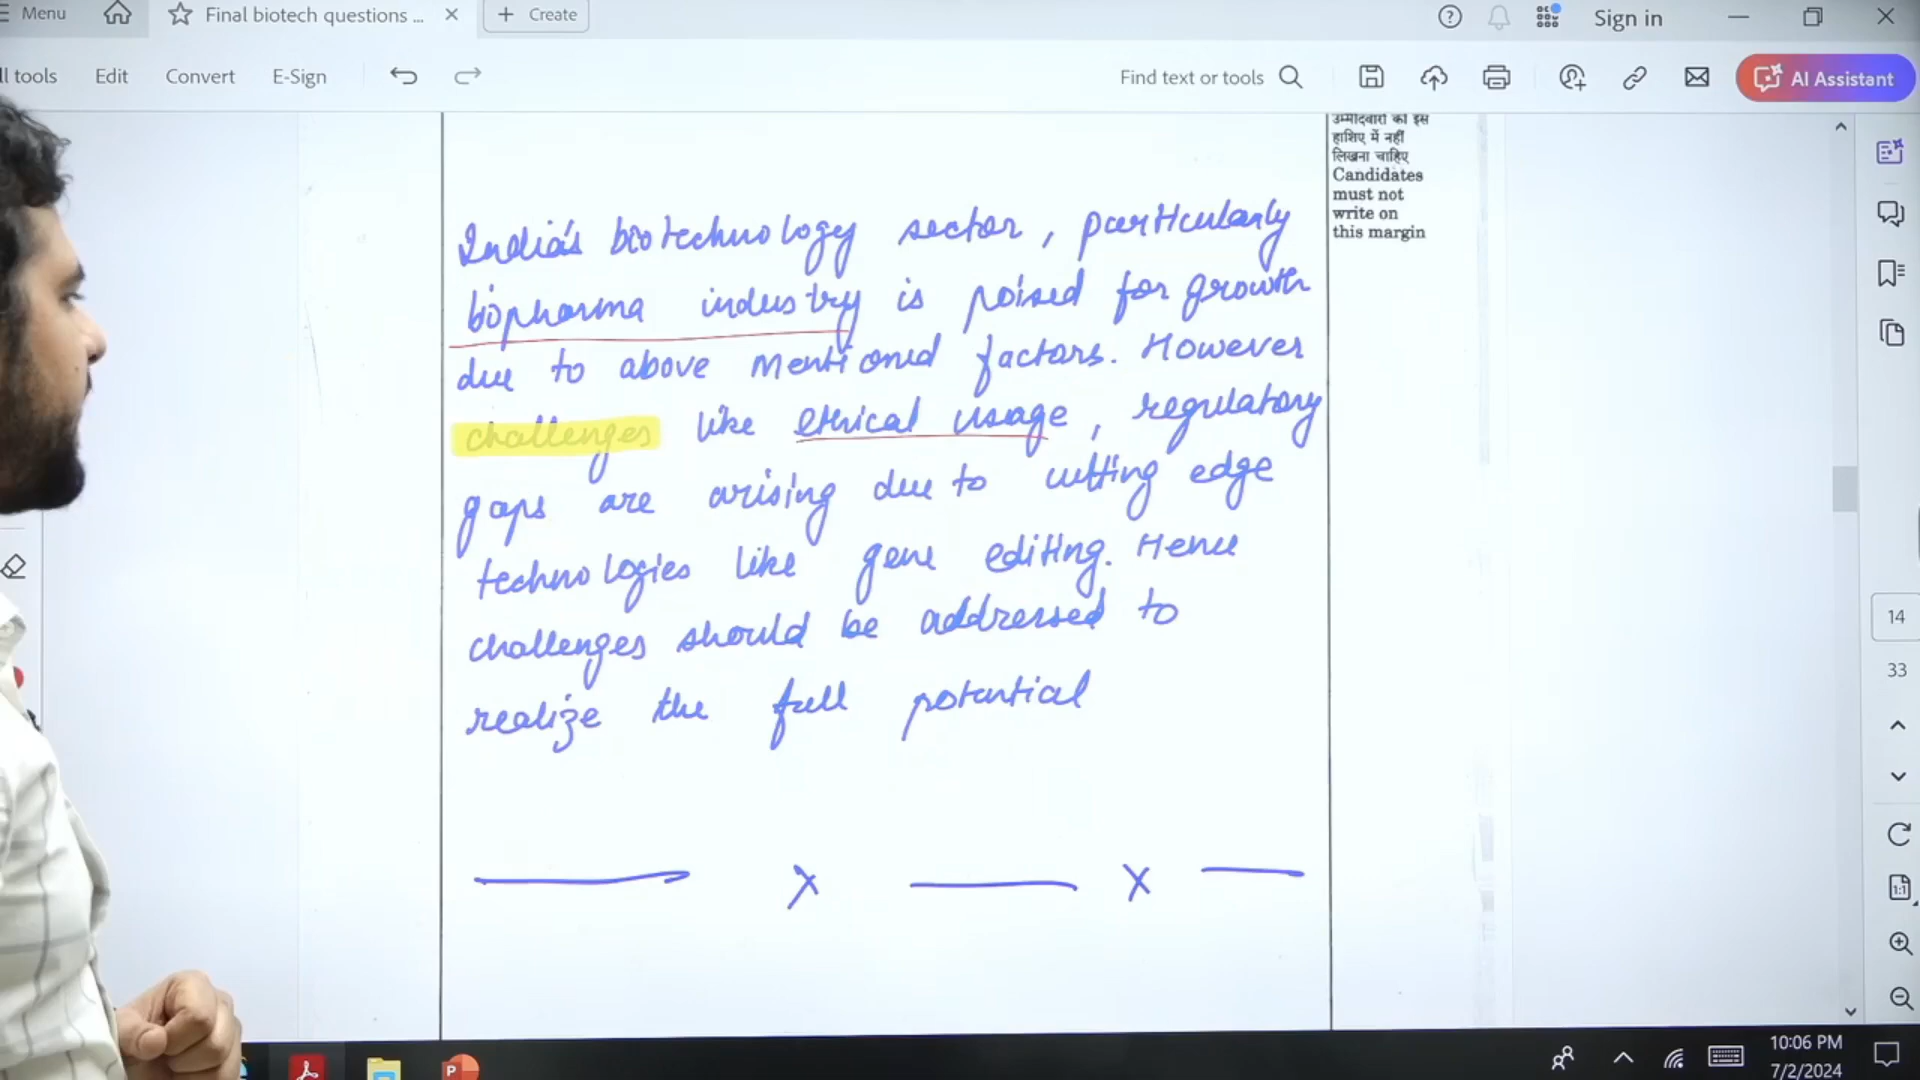 Menu
Final biotech questions ...
Create
Sign in
ll tools
Edit
Convert
E-Sign
Find text or tools
AI Assistant
उम्मीदवारों को इस
हाशिए में नहीं
लिखना चाहिए
Candidates
must not
write on
this margin
India's biotechnology sector, particularly
biopharma industry is poised for growth
due to above mentioned factors. However
challenges like ethical usage, regulatory
gaps are arising due to cutting edge
technologies like gene editing. Hence
challenges should be addressed to
realize the full potential
x x
14
33
1:1
P
10:06 PM
7/2/2024